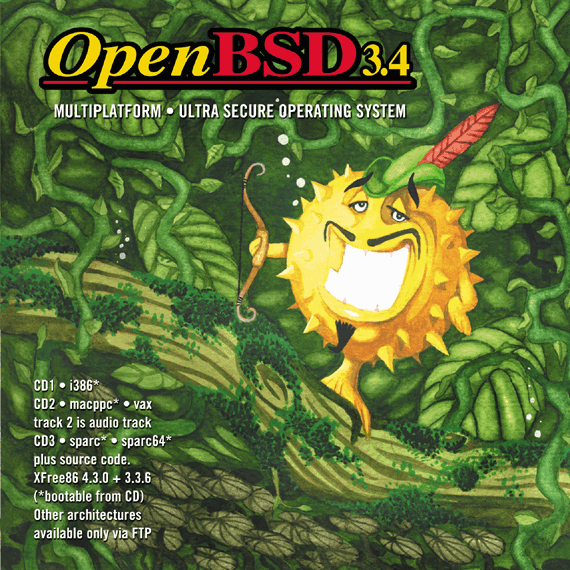 OpenBSD 3.4
MULTIPLATFORM • ULTRA SECURE OPERATING SYSTEM
CD1 • i386*
CD2 • macppc* • vax
track 2 is audio track
CD3 • sparc* • sparc64*
plus source code.
XFree86 4.3.0 + 3.3.6
(*bootable from CD)
Other architectures
available only via FTP